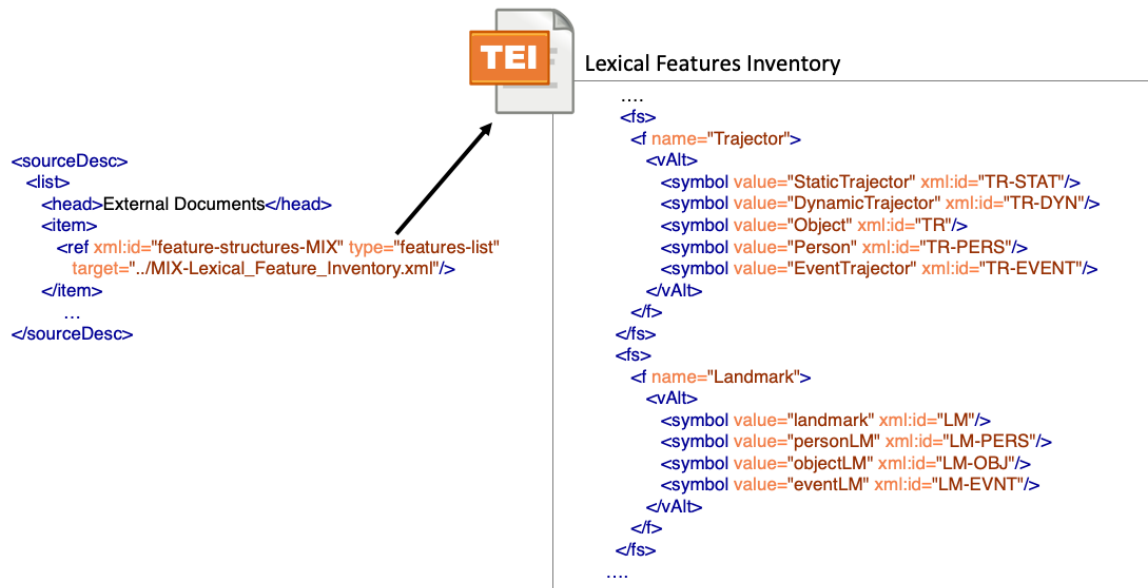 TEI
Lexical Features Inventory
<sourceDesc>
<list>
<head>External Documents</head>
<item>
<ref xml:id="feature-structures-MIX" type="features-list"
target="../MIX-Lexical_Feature_Inventory.xml"/>
</item>
...
</sourceDesc>
....
<fs>
<f name="Trajector">
<vAlt>
<symbol value="StaticTrajector" xml:id="TR-STAT"/>
<symbol value="DynamicTrajector" xml:id="TR-DYN"/>
<symbol value="Object" xml:id="TR"/>
<symbol value="Person" xml:id="TR-PERS"/>
<symbol value="EventTrajector" xml:id="TR-EVENT"/>
</vAlt>
</f>
</fs>
<fs>
<f name="Landmark">
<vAlt>
<symbol value="landmark" xml:id="LM"/>
<symbol value="personLM" xml:id="LM-PERS"/>
<symbol value="objectLM" xml:id="LM-OBJ"/>
<symbol value="eventLM" xml:id="LM-EVNT"/>
</vAlt>
</f>
</fs>
....